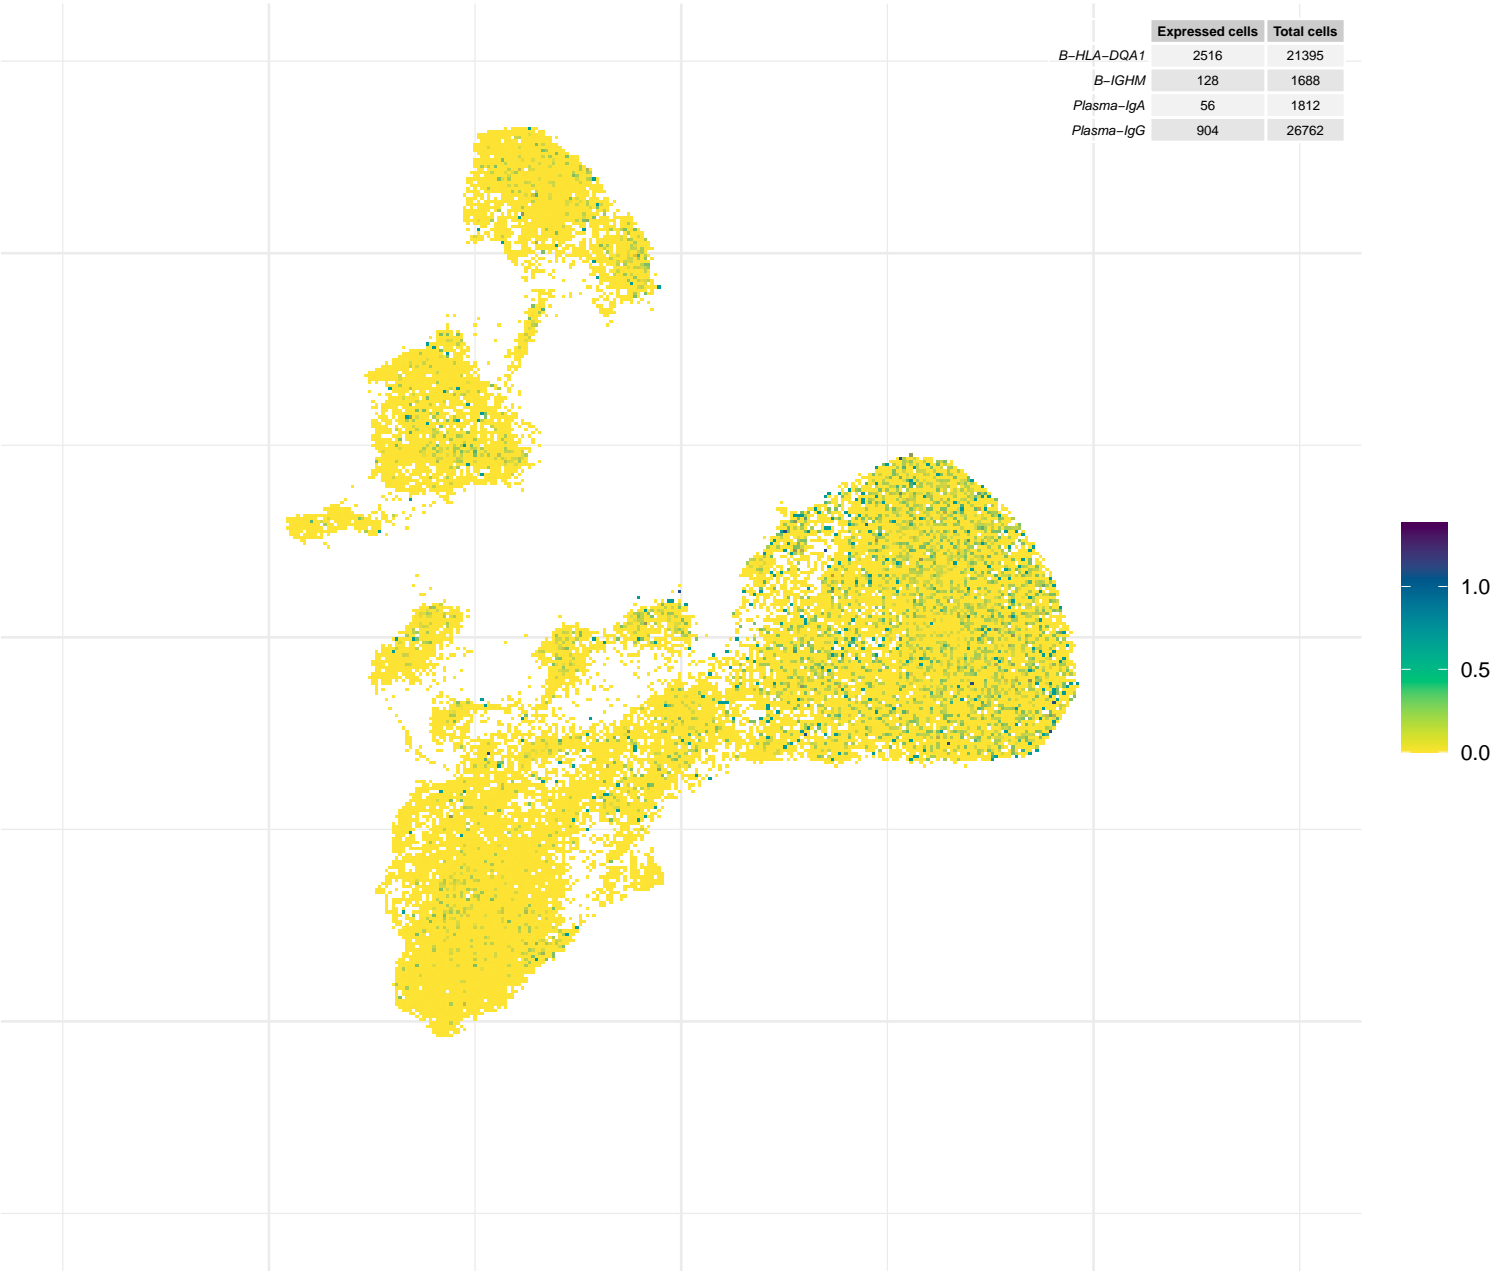 Expressed cells Total cells
B−HLA−DQA1 2516 21395
B−IGHM 128 1688
Plasma−IgA 56 1812
Plasma−IgG 904 26762
1.0
0.5
0.0